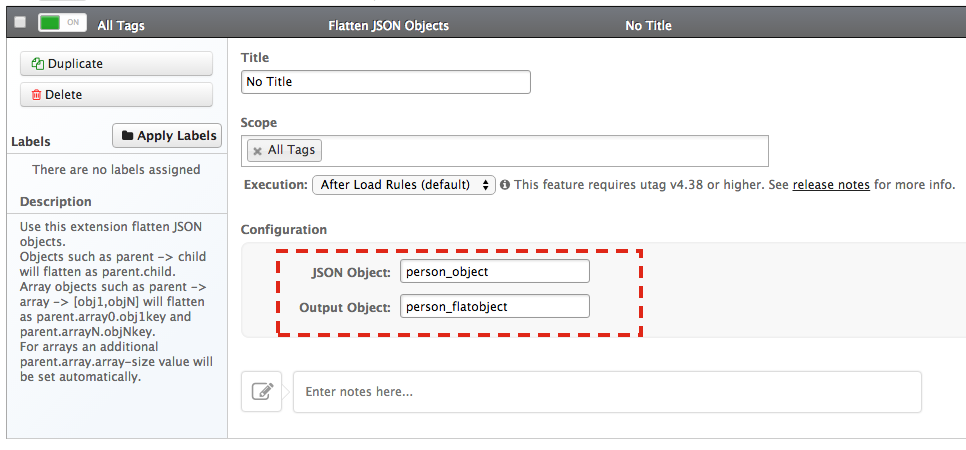 ON All Tags Flatten JSON Objects No Title
Duplicate
Delete
Labels Apply Labels
There are no labels assigned
Description
Use this extension flatten JSON
objects.
Objects such as parent -> child
will flatten as parent.child.
Array objects such as parent ->
array -> [obj1,objN] will flatten
as parent.array0.obj1key and
parent.arrayN.objNkey.
For arrays an additional
parent.array.array-size value will
be set automatically.
Title
No Title
Scope
All Tags
Execution: After Load Rules (default) This feature requires utag v4.38 or higher. See release notes for more info.
Configuration
JSON Object: person_object
Output Object: person_flatobject
Enter notes here...